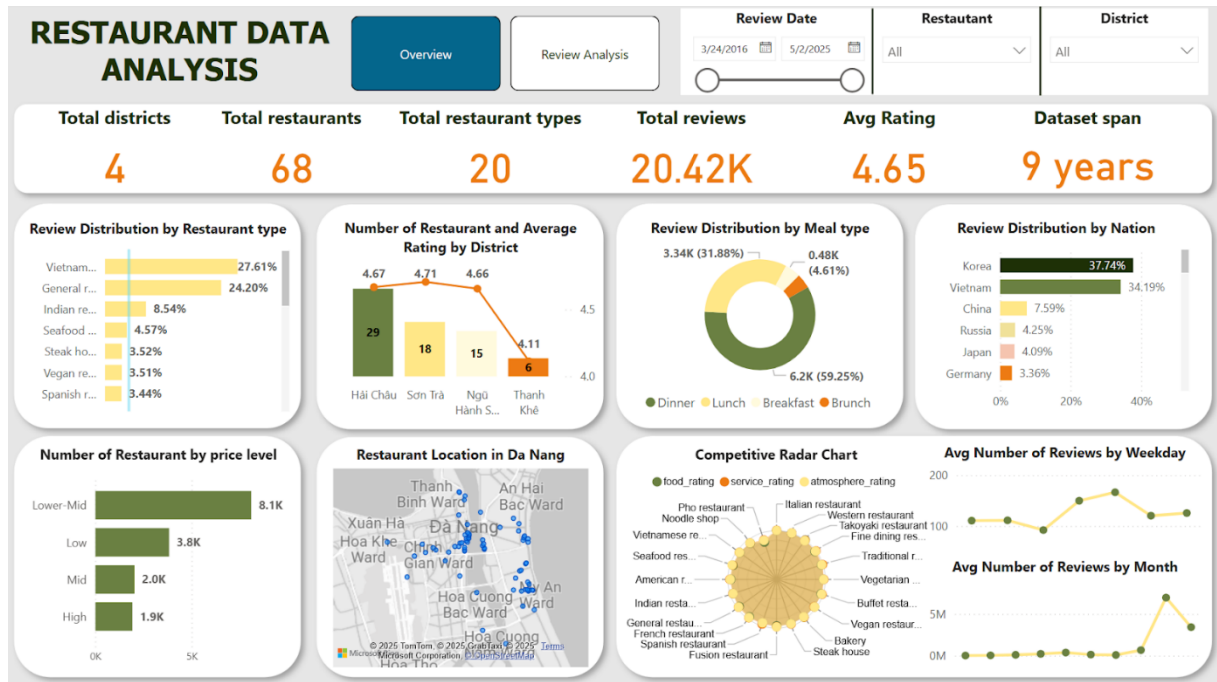 RESTAURANT DATA
ANALYSIS
Overview
Review Analysis
Review Date
3/24/2016
5/2/2025
Restautant
All
District
All
Total districts
4
Total restaurants
68
Total restaurant types
20
Total reviews
20.42K
Avg Rating
4.65
Dataset span
9 years
Review Distribution by Restaurant type
Vietnam...
27.61%
General r...
24.20%
Indian re...
8.54%
Seafood ...
4.57%
Steak ho...
3.52%
Vegan re...
3.51%
Spanish r...
3.44%
Number of Restaurant and Average
Rating by District
4.67
4.71
4.66
4.11
4.5
4.0
29
18
15
6
Hải Châu
Sơn Trà
Ngũ
Hành S...
Thanh
Khê
Review Distribution by Meal type
3.34K (31.88%)
0.48K
(4.61%)
6.2K (59.25%)
Dinner
Lunch
Breakfast
Brunch
Review Distribution by Nation
Korea
37.74%
Vietnam
34.19%
China
7.59%
Russia
4.25%
Japan
4.09%
Germany
3.36%
0%
20%
40%
Number of Restaurant by price level
Lower-Mid
8.1K
Low
3.8K
Mid
2.0K
High
1.9K
0K
5K
Restaurant Location in Da Nang
Thanh
Binh Ward
An Hai
Bac Ward
Xuân Hà
Đà Nẵng
Hoa Khe
Ward
Chinh
Gian Ward
My An
Ward
Hoa Cuong
Bac Ward
Hoa Cuong
Nam Ward
Hoa Tho
© 2025 TomTom, © 2025 GrabTaxi, © 2025
Microsoft Corporation, © OpenStreetMap
Terms
Competitive Radar Chart
food_rating
service_rating
atmosphere_rating
Italian restaurant
Western restaurant
Takoyaki restaurant
Fine dining res...
Traditional r...
Vegetarian ...
Buffet resta...
Vegan restaur...
Bakery
Steak house
Fusion restaurant
Spanish restaurant
French restaurant
General restau...
Indian resta...
American r...
Seafood res...
Vietnamese re...
Noodle shop
Pho restaurant
Avg Number of Reviews by Weekday
200
100
Avg Number of Reviews by Month
5M
0M